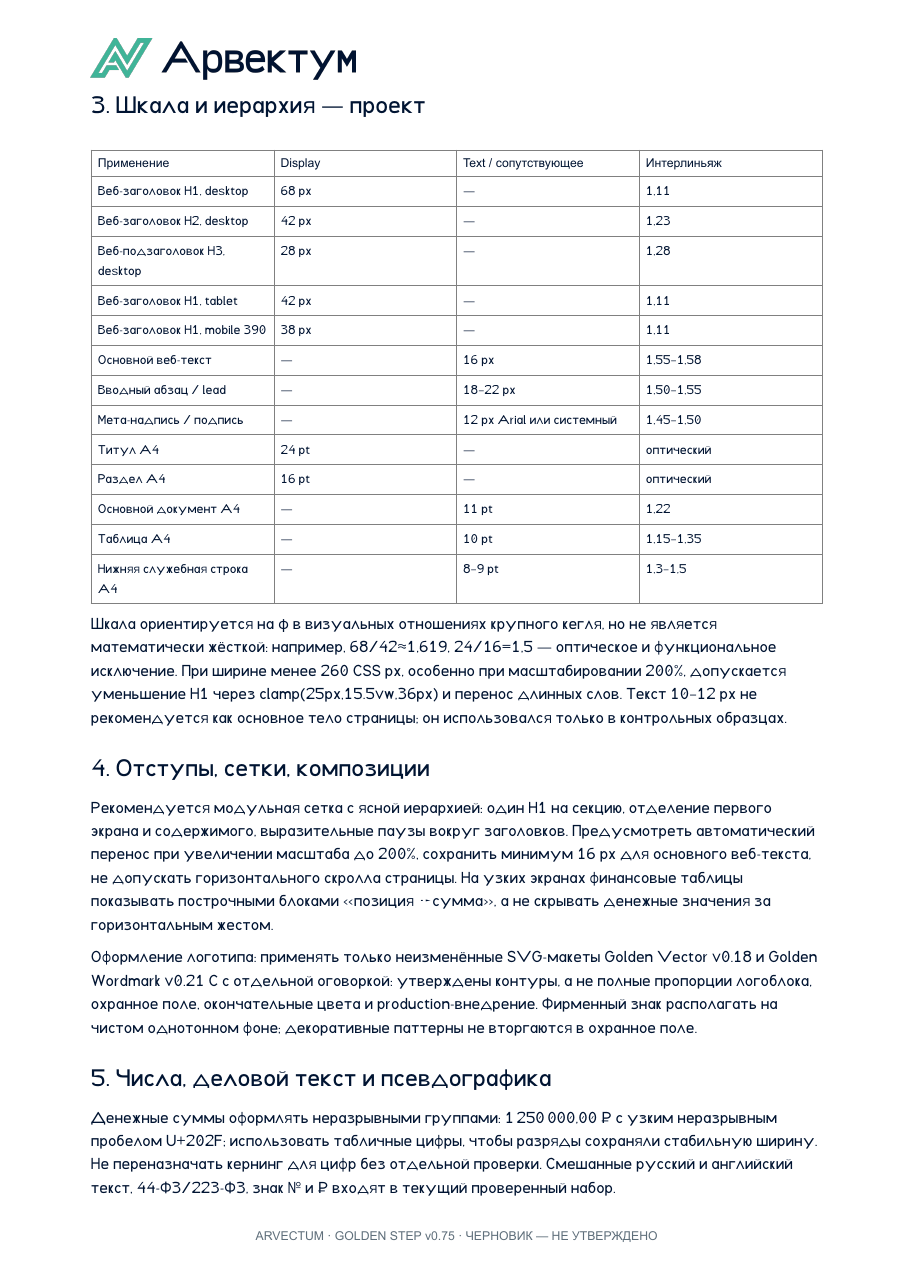 Арвектум
3. Шкала и иерархия — проект
Применение Display Text / сопутствующее Интерлиньяж
Веб-заголовок H1, desktop 68 px — 1,11
Веб-заголовок H2, desktop 42 px — 1,23
Веб-подзаголовок H3, 28 px — 1,28
desktop
Веб-заголовок H1, tablet 42 px — 1,11
Веб-заголовок H1, mobile 390 38 px — 1,11
Основной веб-текст — 16 px 1,55–1,58
Вводный абзац / lead — 18–22 px 1,50–1,55
Мета-надпись / подпись — 12 px Arial или системный 1,45–1,50
Титул A4 24 pt — оптический
Раздел A4 16 pt — оптический
Основной документ A4 — 11 pt 1,22
Таблица A4 — 10 pt 1,15–1,35
Нижняя служебная строка — 8–9 pt 1,3–1,5
A4
Шкала ориентируется на φ в визуальных отношениях крупного кегля, но не является
математически жёсткой: например, 68/42≈1,619, 24/16=1,5 — оптическое и функциональное
исключение. При ширине менее 260 CSS px, особенно при масштабировании 200%, допускается
уменьшение H1 через clamp(25px,15.5vw,36px) и перенос длинных слов. Текст 10–12 px не
рекомендуется как основное тело страницы; он использовался только в контрольных образцах.
4. Отступы, сетки, композиции
Рекомендуется модульная сетка с ясной иерархией: один H1 на секцию, отделение первого
экрана и содержимого, выразительные паузы вокруг заголовков. Предусмотреть автоматический
перенос при увеличении масштаба до 200%, сохранить минимум 16 px для основного веб-текста,
не допускать горизонтального скролла страницы. На узких экранах финансовые таблицы
показывать построчными блоками «позиция → сумма», а не скрывать денежные значения за
горизонтальным жестом.
Оформление логотипа: применять только неизменённые SVG-макеты Golden Vector v0.18 и Golden
Wordmark v0.21 C с отдельной оговоркой: утверждены контуры, а не полные пропорции логоблока,
охранное поле, окончательные цвета и production-внедрение. Фирменный знак располагать на
чистом однотонном фоне; декоративные паттерны не вторгаются в охранное поле.
5. Числа, деловой текст и псевдографика
Денежные суммы оформлять неразрывными группами: 1 250 000,00 ₽ с узким неразрывным
пробелом U+202F; использовать табличные цифры, чтобы разряды сохраняли стабильную ширину.
Не переназначать кернинг для цифр без отдельной проверки. Смешанные русский и английский
текст, 44-ФЗ/223-ФЗ, знак № и ₽ входят в текущий проверенный набор.
ARVECTUM · GOLDEN STEP v0.75 · ЧЕРНОВИК — НЕ УТВЕРЖДЕНО